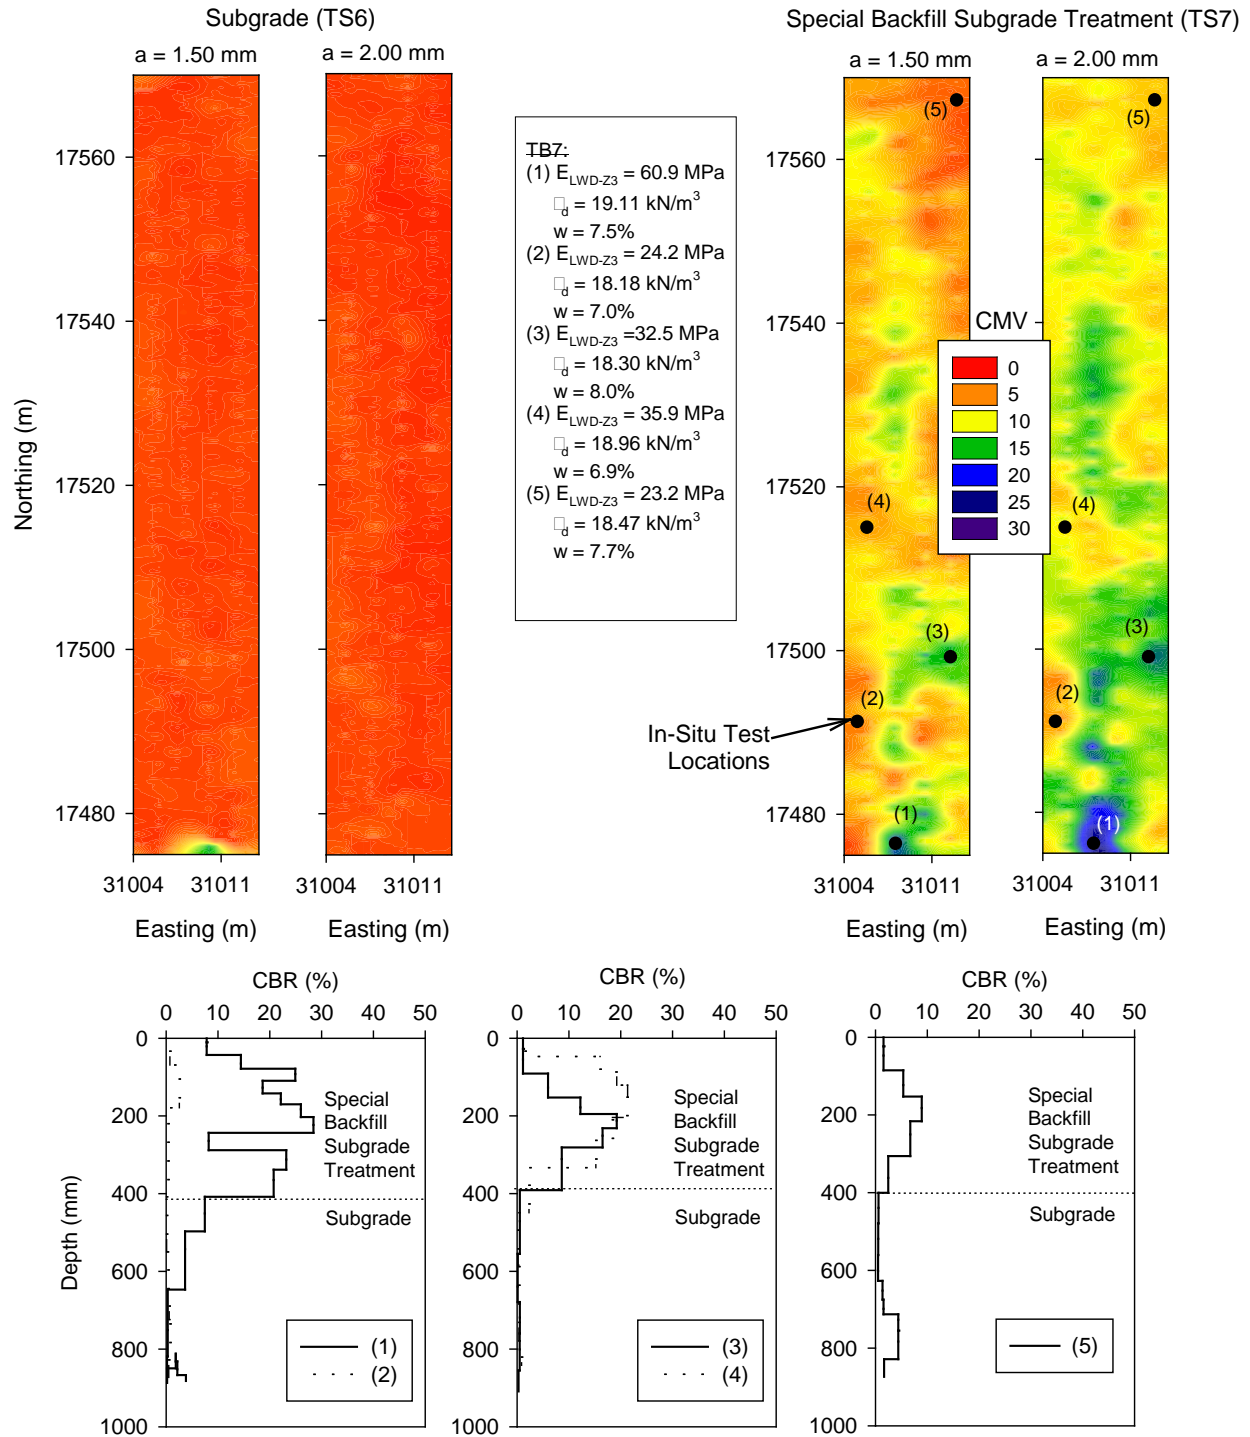 Subgrade (TS6)
a = 1.50 mm
a = 2.00 mm
Special Backfill Subgrade Treatment (TS7)
a = 1.50 mm
a = 2.00 mm
Northing (m)
17560
17540
17520
17500
17480
31004
31011
31004
31011
Easting (m)
Easting (m)
TB7:
(1) E_LWD-Z3 = 60.9 MPa
□_d = 19.11 kN/m³
w = 7.5%
(2) E_LWD-Z3 = 24.2 MPa
□_d = 18.18 kN/m³
w = 7.0%
(3) E_LWD-Z3 =32.5 MPa
□_d = 18.30 kN/m³
w = 8.0%
(4) E_LWD-Z3 = 35.9 MPa
□_d = 18.96 kN/m³
w = 6.9%
(5) E_LWD-Z3 = 23.2 MPa
□_d = 18.47 kN/m³
w = 7.7%
17560
17540
17520
17500
17480
(5)
(4)
(3)
(2)
(1)
(5)
(4)
(3)
(2)
(1)
CMV
0
5
10
15
20
25
30
In-Situ Test
Locations
31004
31011
31004
31011
Easting (m)
Easting (m)
CBR (%)
0 10 20 30 40 50
Depth (mm)
0
200
400
600
800
1000
Special
Backfill
Subgrade
Treatment
Subgrade
(1)
(2)
CBR (%)
0 10 20 30 40 50
0
200
400
600
800
1000
Special
Backfill
Subgrade
Treatment
Subgrade
(3)
(4)
CBR (%)
0 10 20 30 40 50
0
200
400
600
800
1000
Special
Backfill
Subgrade
Treatment
Subgrade
(5)